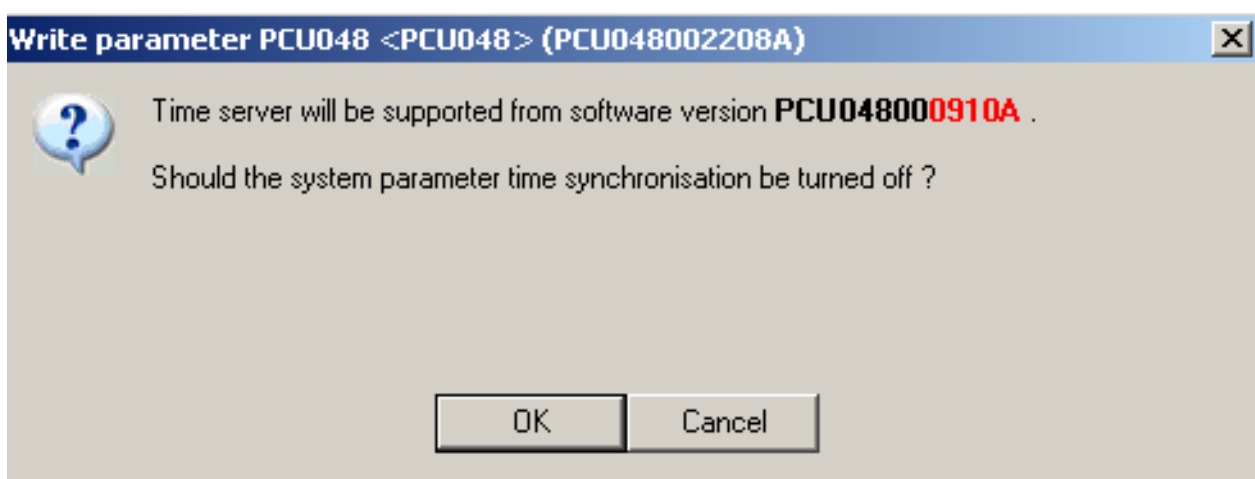 Write parameter PCU048 <PCU048> (PCU048002208A)
Time server will be supported from software version PCU0480000910A .
Should the system parameter time synchronisation be turned off ?
OK
Cancel